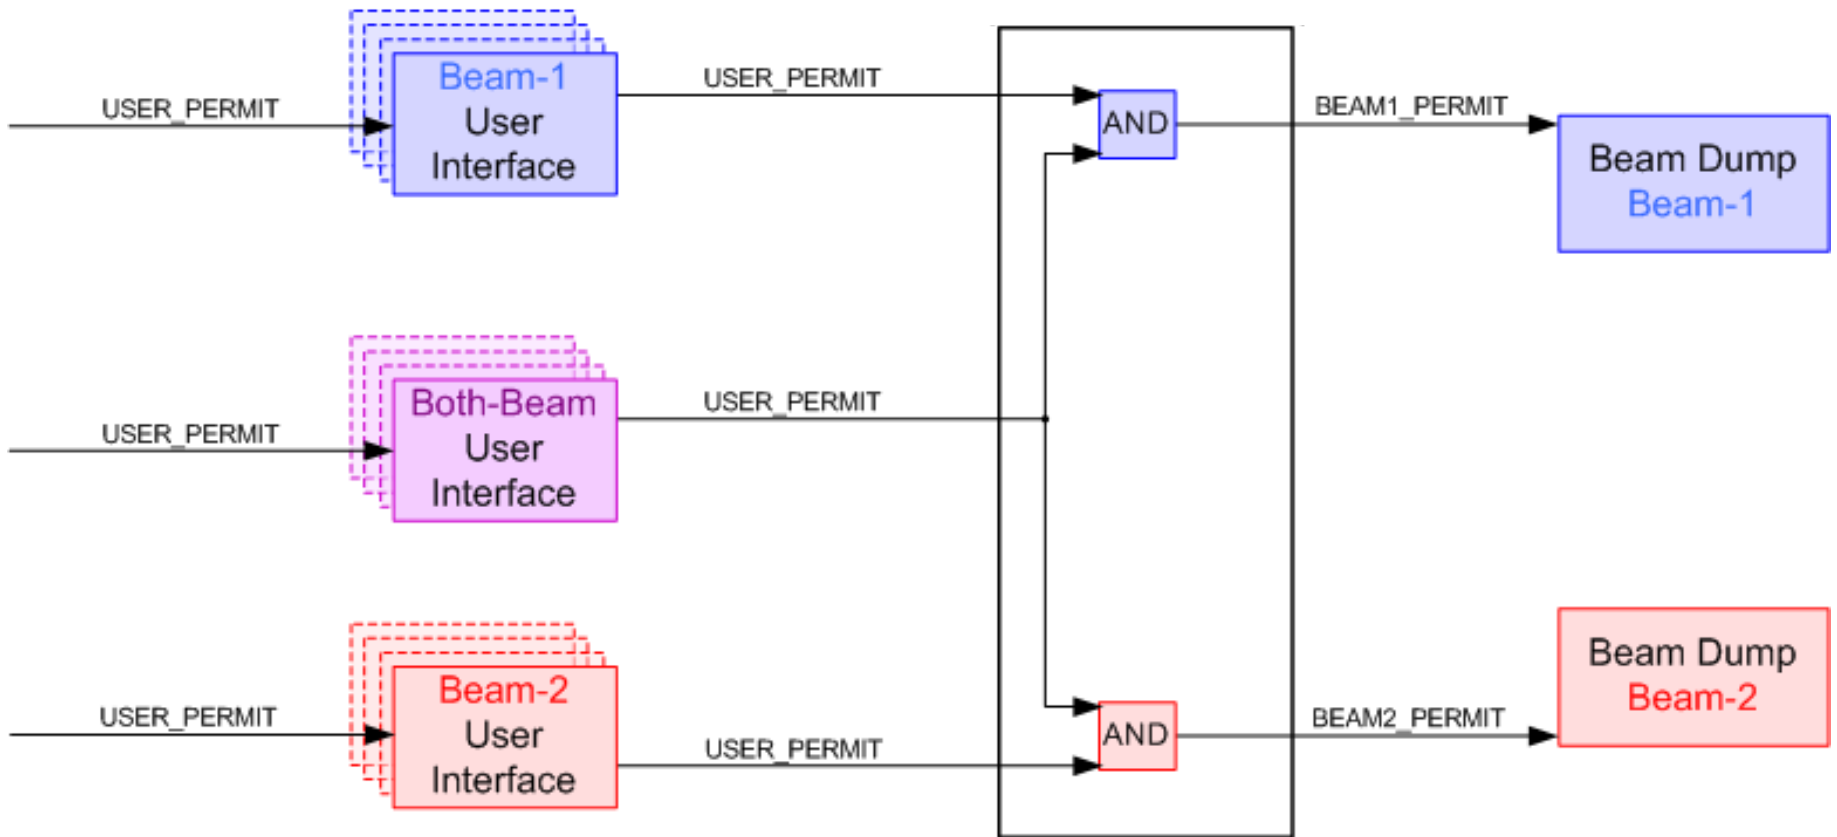 USER_PERMIT
Beam-1
User
Interface
USER_PERMIT
AND
BEAM1_PERMIT
Beam Dump
Beam-1
USER_PERMIT
Both-Beam
User
Interface
USER_PERMIT
USER_PERMIT
Beam-2
User
Interface
USER_PERMIT
AND
BEAM2_PERMIT
Beam Dump
Beam-2